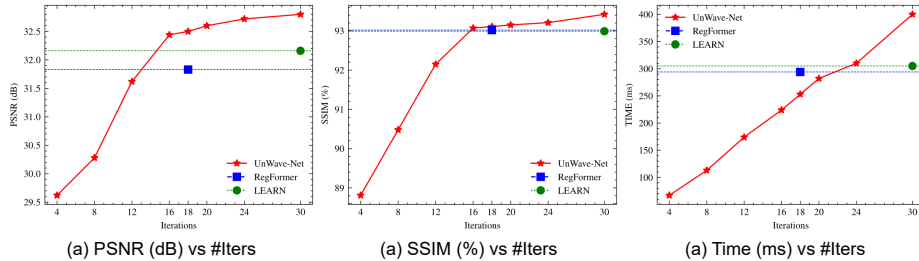 32.5
32.0
31.5
31.0
30.5
30.0
29.5
PSNR (dB)
UnWave-Net
RegFormer
LEARN
4 8 12 16 18 20 24 30
Iterations
(a) PSNR (dB) vs #Iters
93
92
91
90
89
SSIM (%)
UnWave-Net
RegFormer
LEARN
4 8 12 16 18 20 24 30
Iterations
(a) SSIM (%) vs #Iters
400
350
300
250
200
150
100
TIME (ms)
UnWave-Net
RegFormer
LEARN
4 8 12 16 18 20 24 30
Iterations
(a) Time (ms) vs #Iters